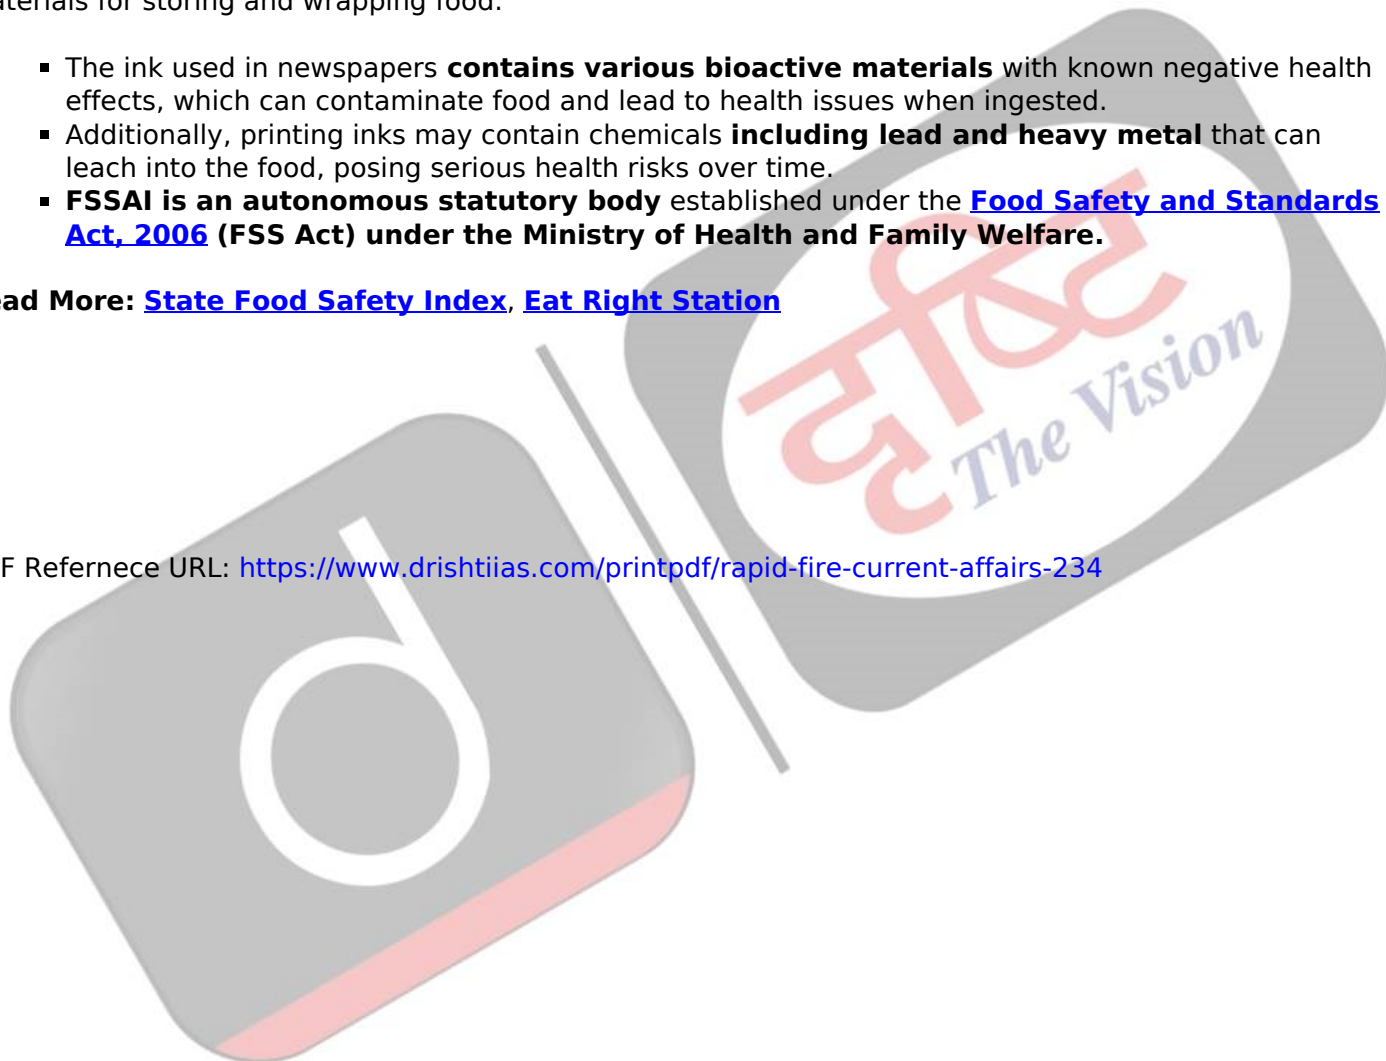 aterials for storing and wrapping food.
The ink used in newspapers contains various bioactive materials with known negative health
effects, which can contaminate food and lead to health issues when ingested.
Additionally, printing inks may contain chemicals including lead and heavy metal that can
leach into the food, posing serious health risks over time.
FSSAI is an autonomous statutory body established under the Food Safety and Standards
Act, 2006 (FSS Act) under the Ministry of Health and Family Welfare.
ead More: State Food Safety Index, Eat Right Station
दृष्टि
The Vision
F Refernece URL: https://www.drishtiias.com/printpdf/rapid-fire-current-affairs-234
d